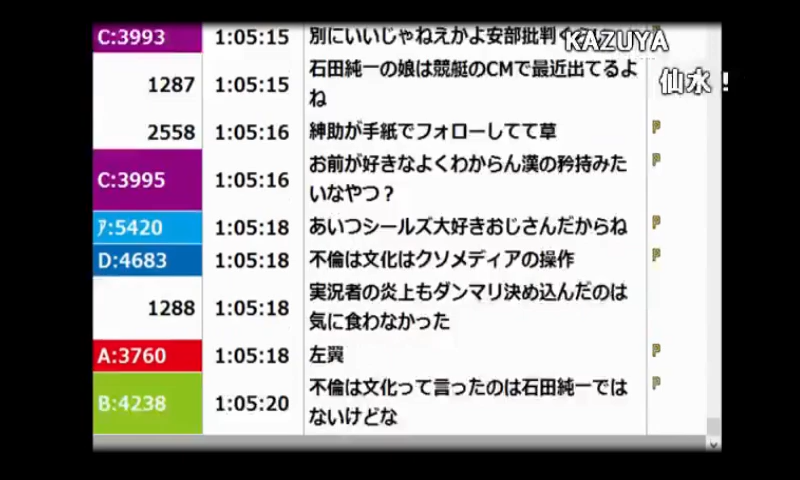 C:3993 1:05:15 別にいいじゃねえかよ安部批判く
KAZUYA
仙水！
1287 1:05:15 石田純一の娘は競艇のCMで最近出てるよ
ね
2558 1:05:16 紳助が手紙でフォローしてて草 P
C:3995 1:05:16 お前が好きなよくわからん漢の矜持みた P
いなやつ？
ｱ:5420 1:05:18 あいつシールズ大好きおじさんだからね P
D:4683 1:05:18 不倫は文化はクソメディアの操作 P
1288 1:05:18 実況者の炎上もダンマリ決め込んだのは
気に食わなかった
A:3760 1:05:18 左翼 P
B:4238 1:05:20 不倫は文化って言ったのは石田純一では P
ないけどな